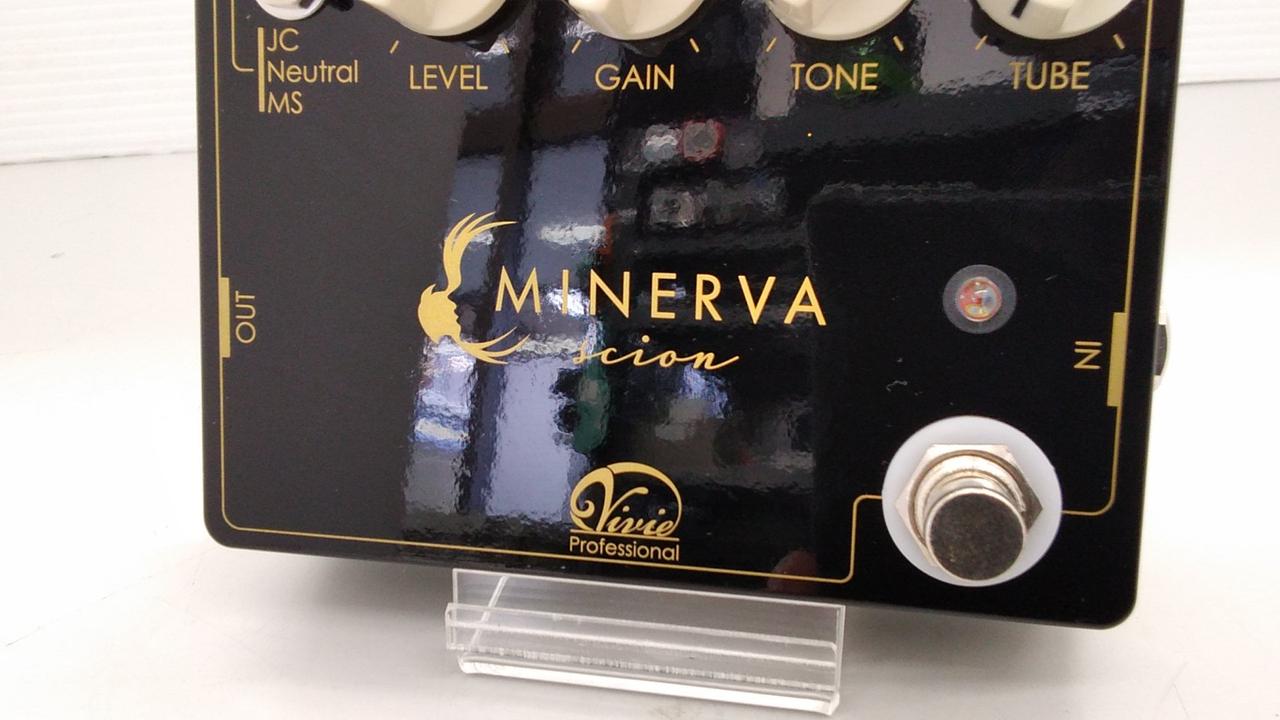 JC
Neutral
MS
LEVEL
GAIN
TONE
TUBE
OUT
MINERVA
scion
IN
Vivie
Professional